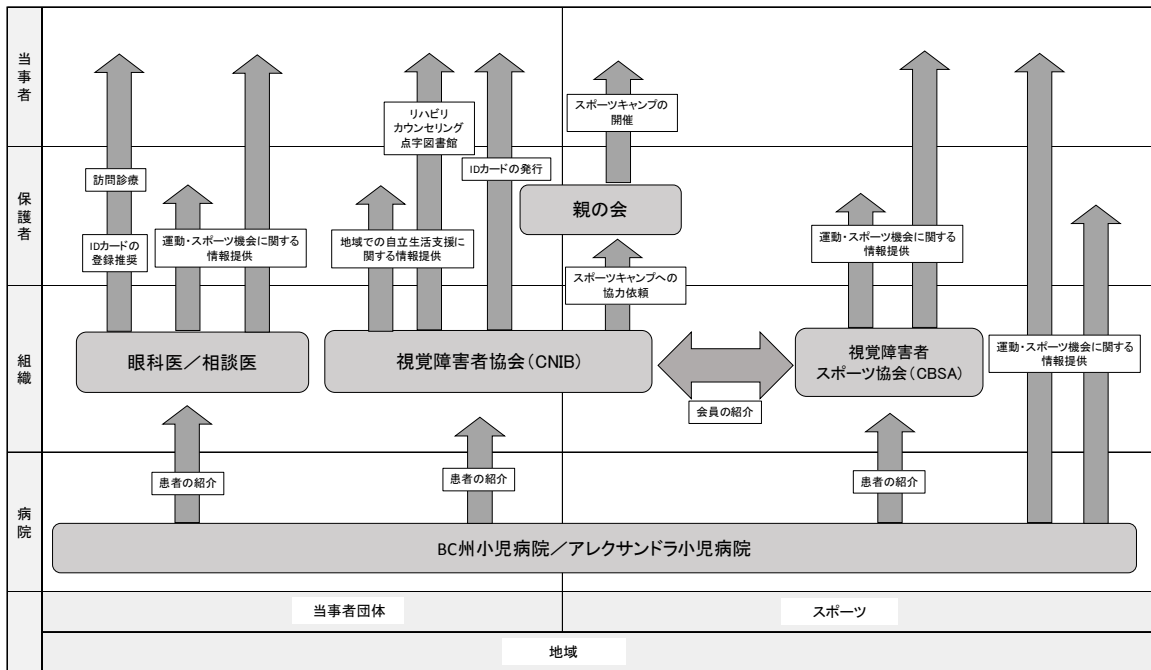 当事者
リハビリ
カウンセリング
点字図書館
スポーツキャンプの
開催
保護者
訪問診療
IDカードの
登録推奨
運動・スポーツ機会に関する
情報提供
地域での自立生活支援に
関する情報提供
IDカードの発行
親の会
スポーツキャンプへの
協力依頼
運動・スポーツ機会に関する
情報提供
組織
眼科医／相談医
視覚障害者協会(CNIB)
会員の紹介
視覚障害者
スポーツ協会(CBSA)
運動・スポーツ機会に関する
情報提供
病院
患者の紹介
患者の紹介
患者の紹介
BC州小児病院／アレクサンドラ小児病院
当事者団体
スポーツ
地域